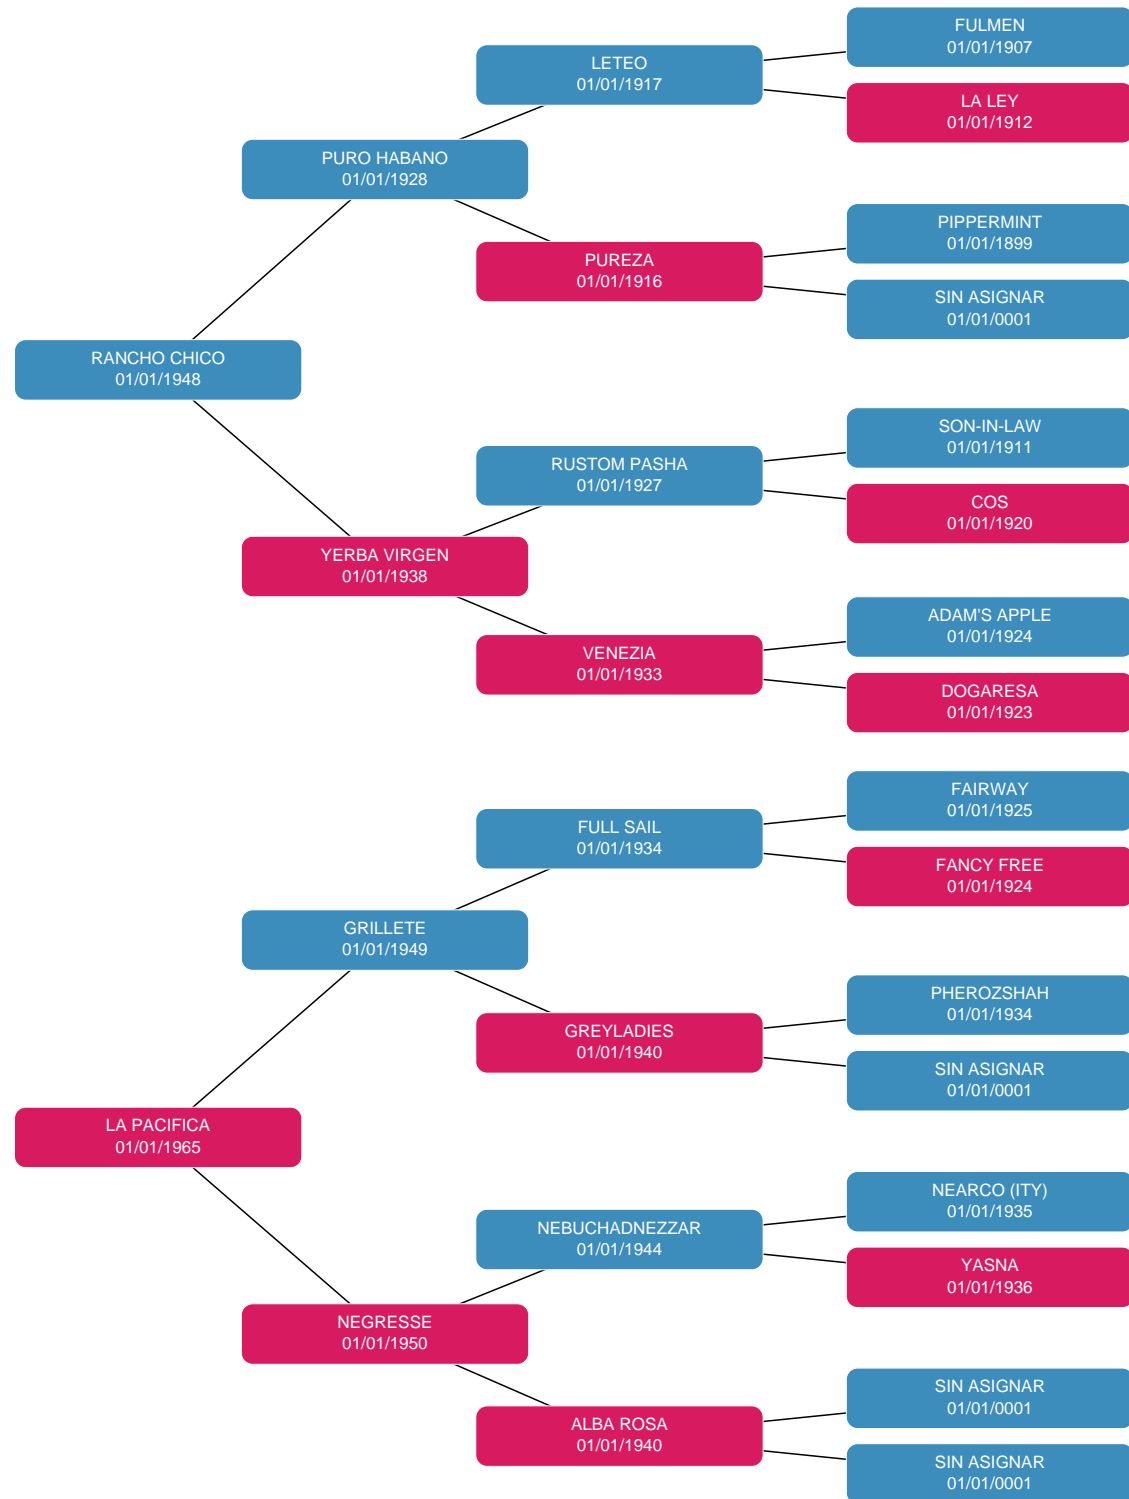 FULMEN
01/01/1907
LETEO
01/01/1917
LA LEY
01/01/1912
PURO HABANO
01/01/1928
PIPPERMINT
01/01/1899
PUREZA
01/01/1916
SIN ASIGNAR
01/01/0001
RANCHO CHICO
01/01/1948
SON-IN-LAW
01/01/1911
RUSTOM PASHA
01/01/1927
COS
01/01/1920
YERBA VIRGEN
01/01/1938
ADAM'S APPLE
01/01/1924
VENEZIA
01/01/1933
DOGARESA
01/01/1923
FAIRWAY
01/01/1925
FULL SAIL
01/01/1934
FANCY FREE
01/01/1924
GRILLETE
01/01/1949
PHEROZSHAH
01/01/1934
GREYLADIES
01/01/1940
SIN ASIGNAR
01/01/0001
LA PACIFICA
01/01/1965
NEARCO (ITY)
01/01/1935
NEBUCHADNEZZAR
01/01/1944
YASNA
01/01/1936
NEGRESSE
01/01/1950
SIN ASIGNAR
01/01/0001
ALBA ROSA
01/01/1940
SIN ASIGNAR
01/01/0001